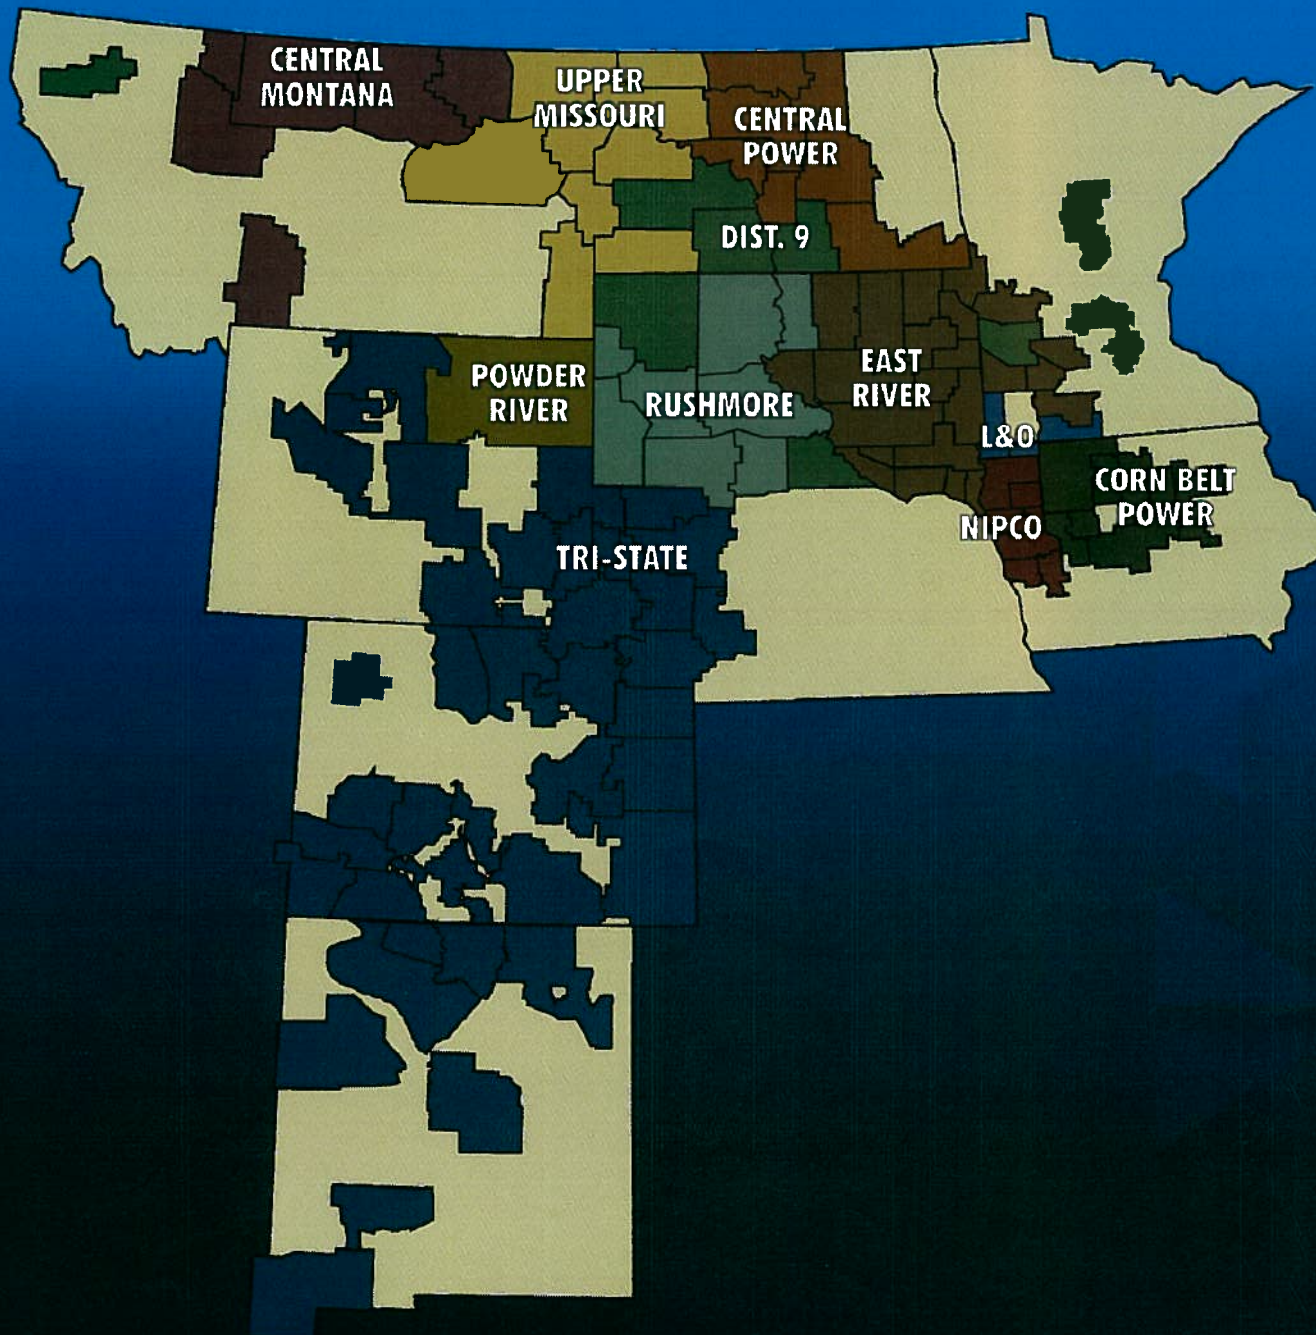 CENTRAL
MONTANA
UPPER
MISSOURI
CENTRAL
POWER
DIST. 9
POWDER
RIVER
RUSHMORE
EAST
RIVER
L&O
CORN BELT
POWER
NIPCO
TRI-STATE